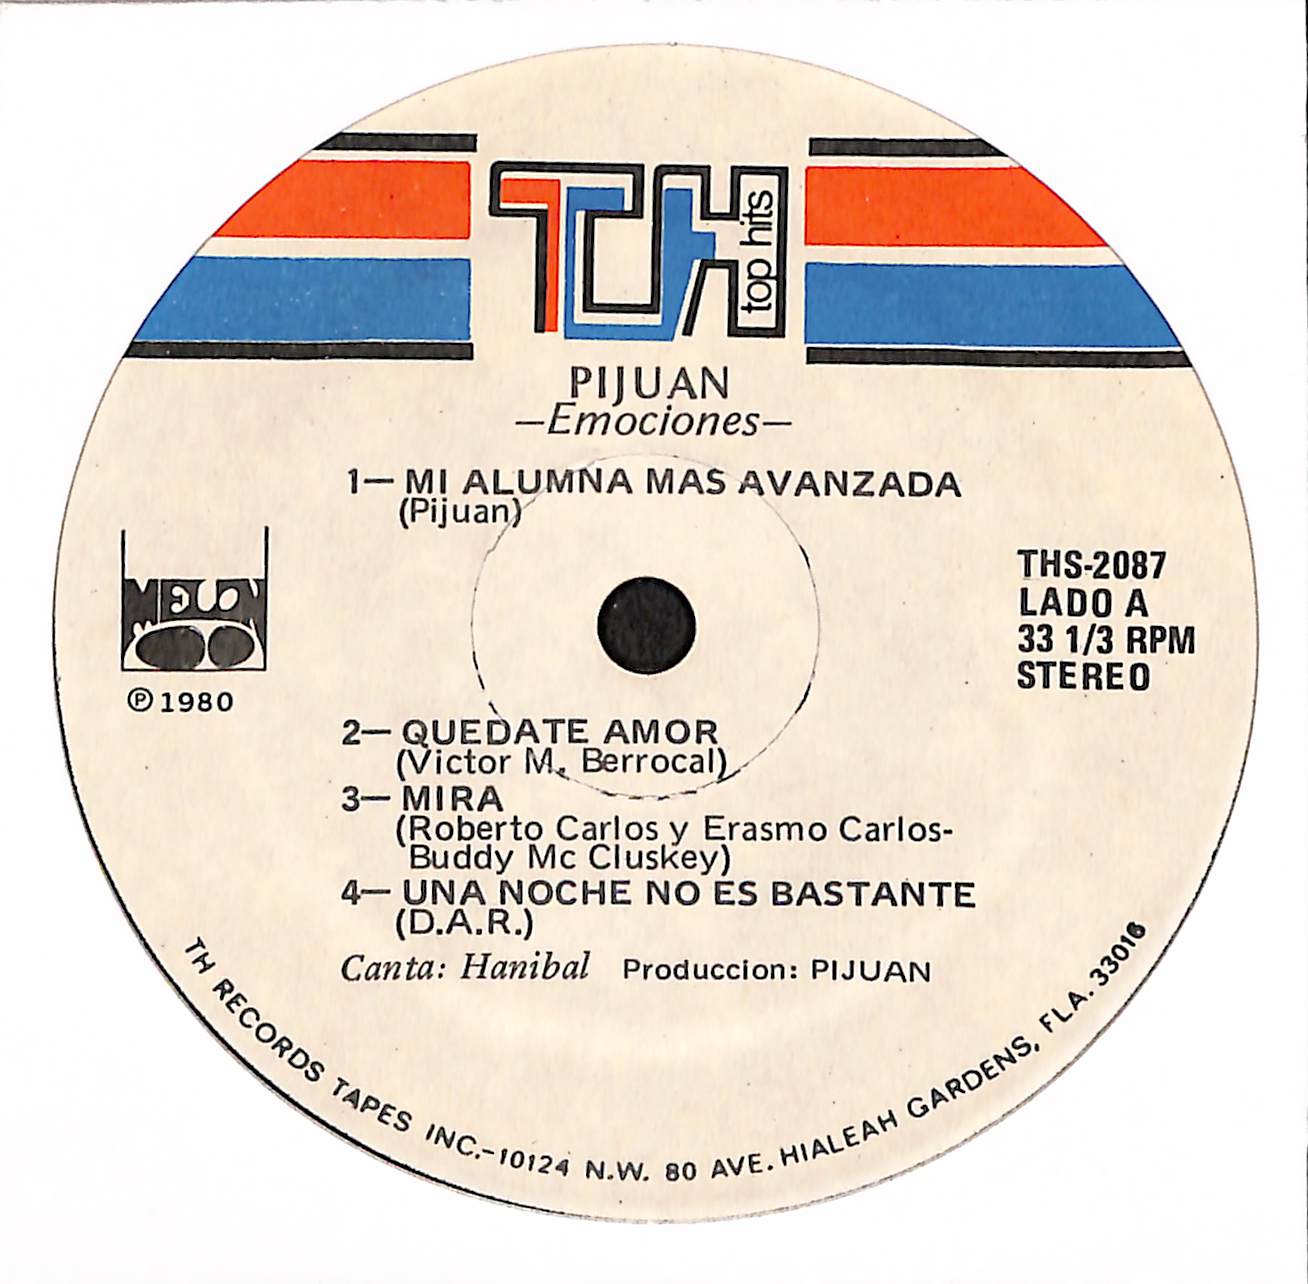 TH
top hits
PIJUAN
—Emociones—
1— MI ALUMNA MAS AVANZADA
(Pijuan)
MELON
Ⓟ 1980
THS-2087
LADO A
33 1/3 RPM
STEREO
2— QUEDATE AMOR
(Victor M. Berrocal)
3— MIRA
(Roberto Carlos y Erasmo Carlos-
Buddy Mc Cluskey)
4— UNA NOCHE NO ES BASTANTE
(D.A.R.)
Canta: Hanibal Produccion: PIJUAN
TH RECORDS TAPES INC.-10124 N.W. 80 AVE. HIALEAH GARDENS, FLA. 33016